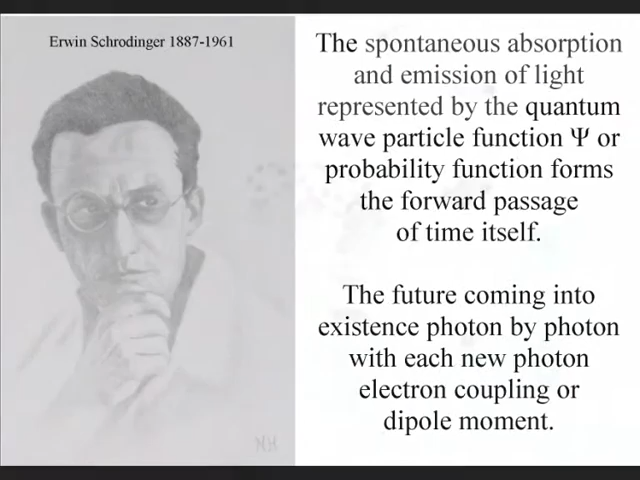 Erwin Schrodinger 1887-1961
The spontaneous absorption
and emission of light
represented by the quantum
wave particle function Ψ or
probability function forms
the forward passage
of time itself.
The future coming into
existence photon by photon
with each new photon
electron coupling or
dipole moment.